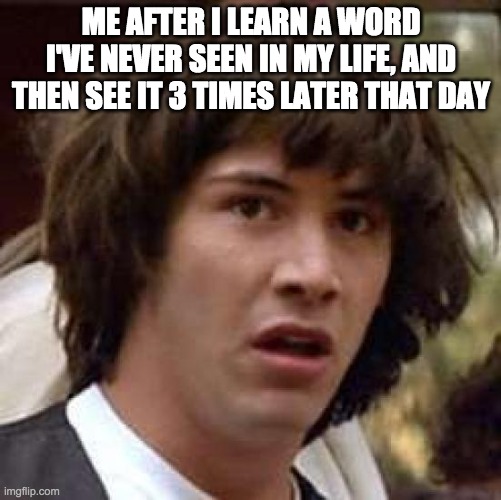 ME AFTER I LEARN A WORD
I'VE NEVER SEEN IN MY LIFE, AND
THEN SEE IT 3 TIMES LATER THAT DAY
imgflip.com